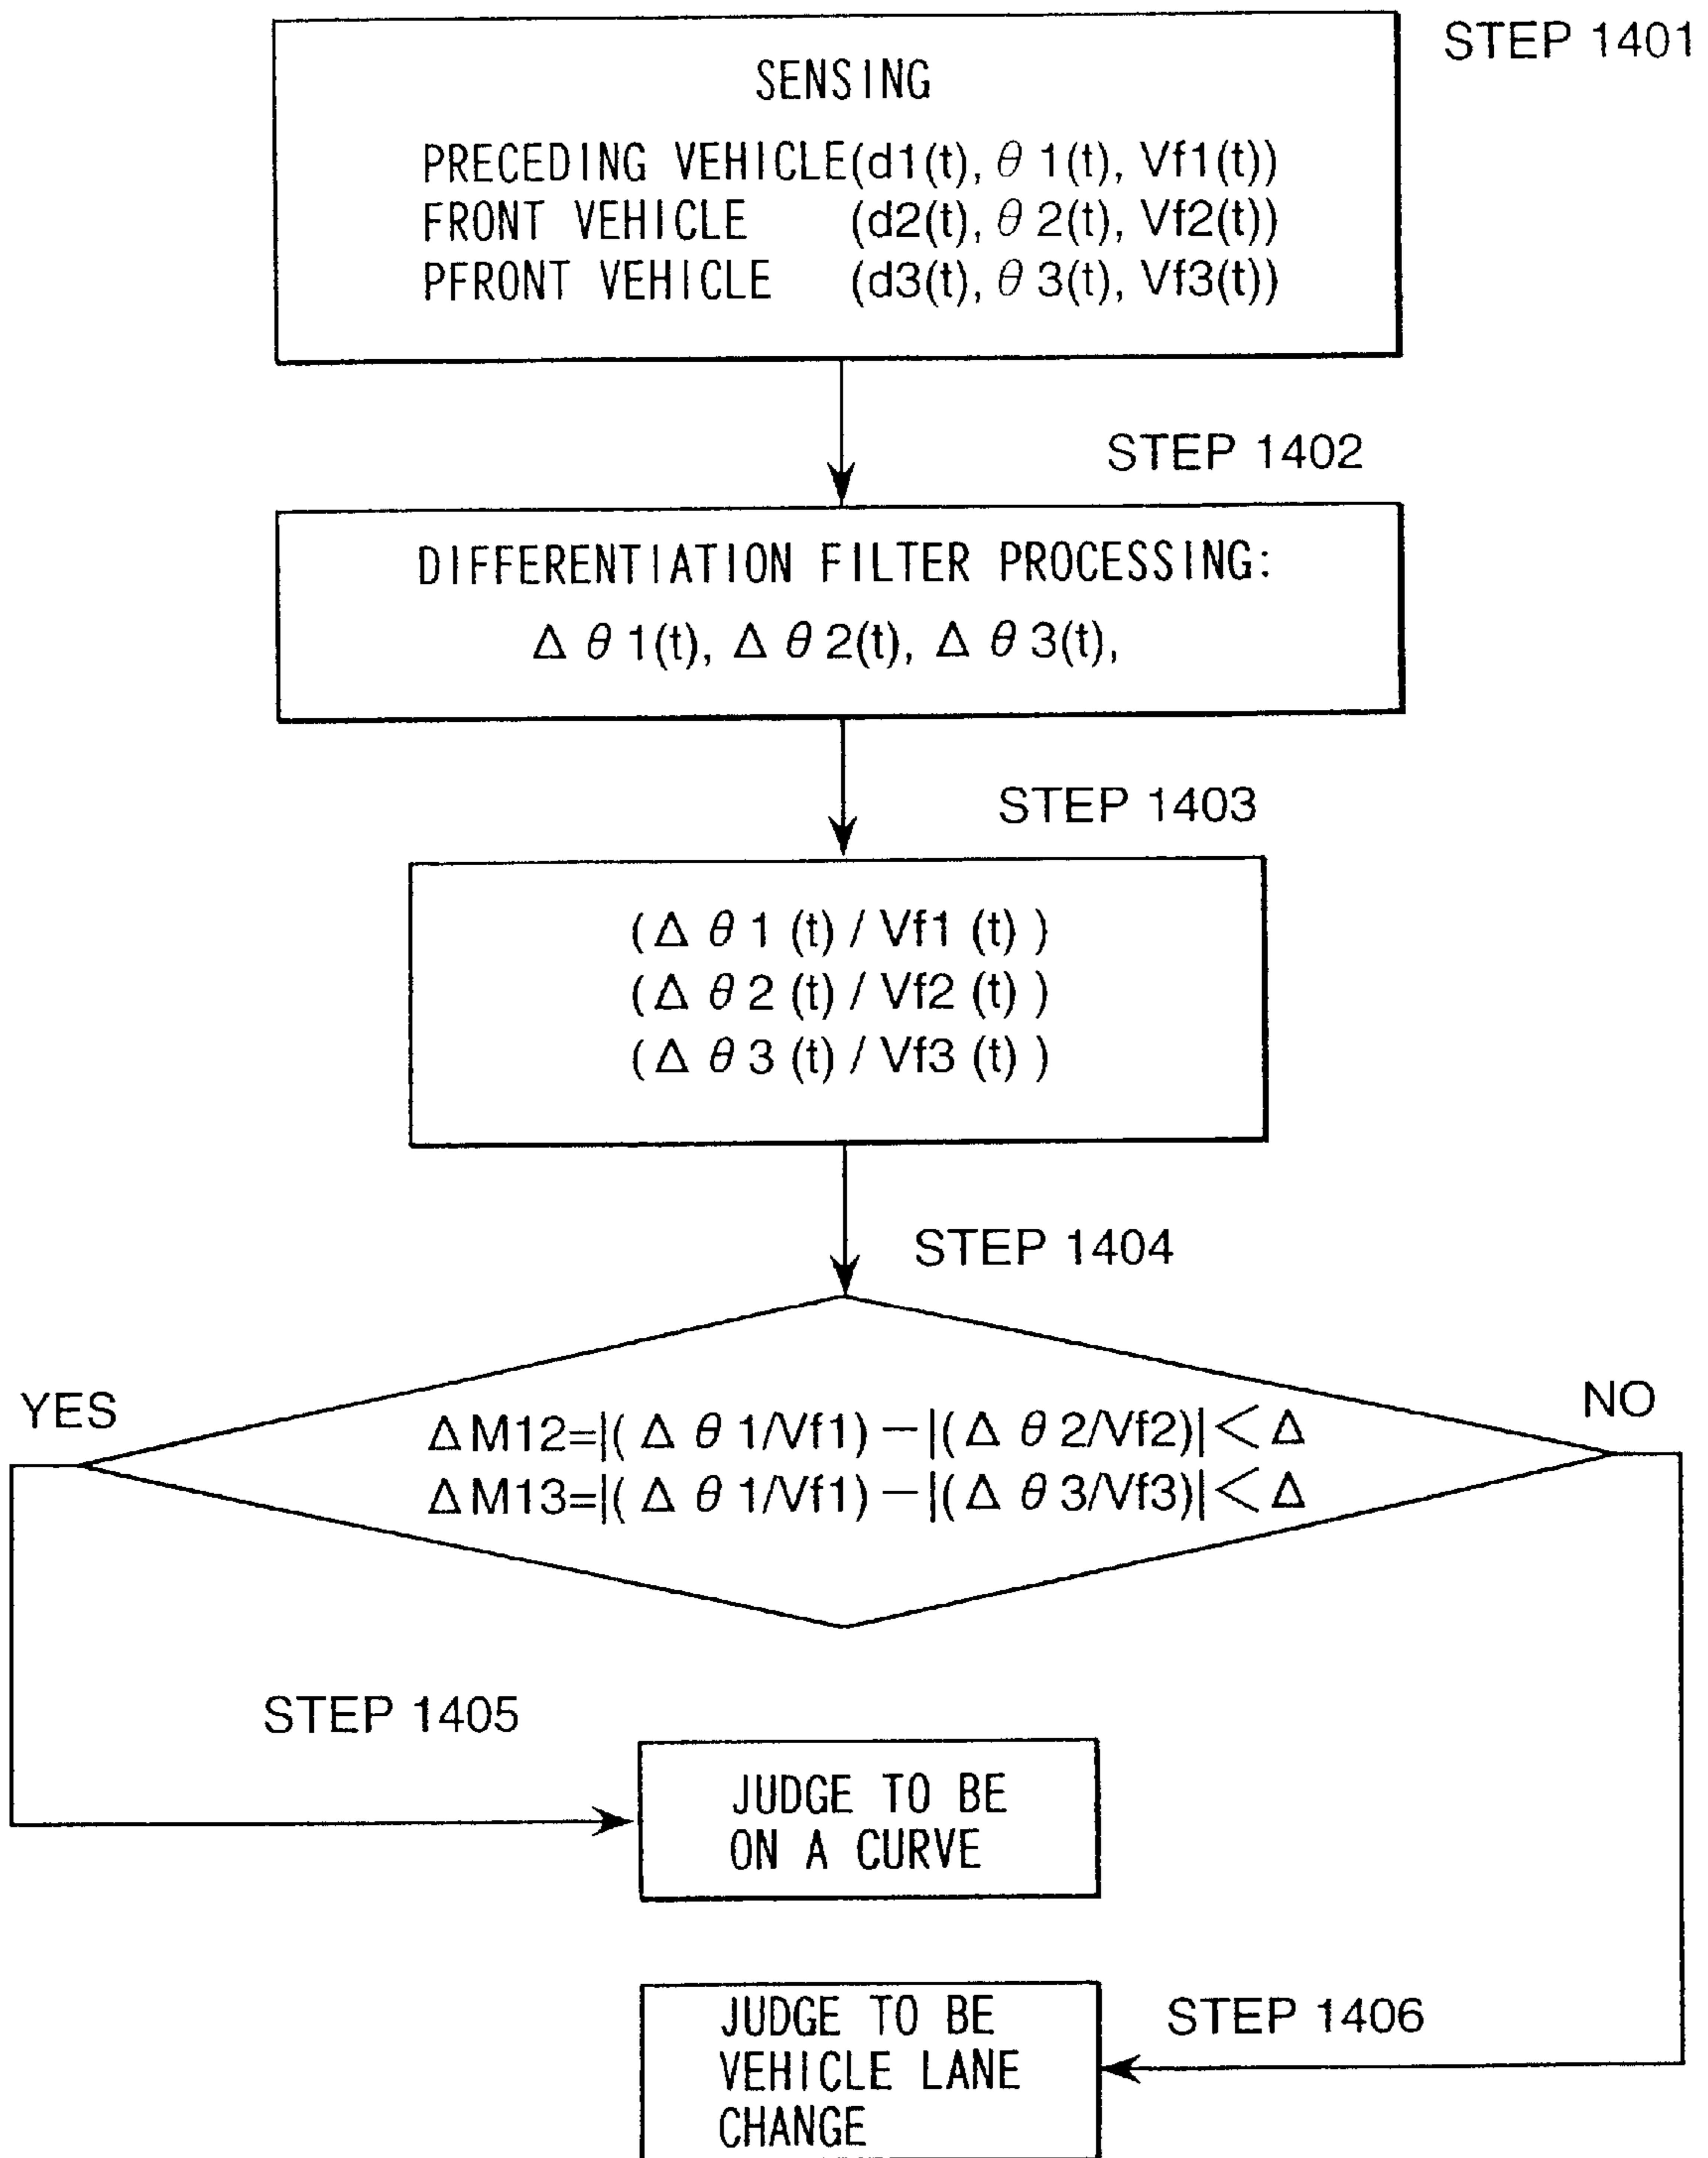 STEP 1401
SENSING
PRECEDING VEHICLE(d1(t), θ 1(t), Vf1(t))
FRONT VEHICLE (d2(t), θ 2(t), Vf2(t))
PFRONT VEHICLE (d3(t), θ 3(t), Vf3(t))
STEP 1402
DIFFERENTIATION FILTER PROCESSING:
Δ θ 1(t), Δ θ 2(t), Δ θ 3(t),
STEP 1403
(Δ θ 1 (t) / Vf1 (t) )
(Δ θ 2 (t) / Vf2 (t) )
(Δ θ 3 (t) / Vf3 (t) )
STEP 1404
YES
NO
ΔM12=|( Δ θ 1/Vf1) −|(Δ θ 2/Vf2)|< Δ
ΔM13=|( Δ θ 1/Vf1) −|(Δ θ 3/Vf3)|< Δ
STEP 1405
JUDGE TO BE
ON A CURVE
STEP 1406
JUDGE TO BE
VEHICLE LANE
CHANGE